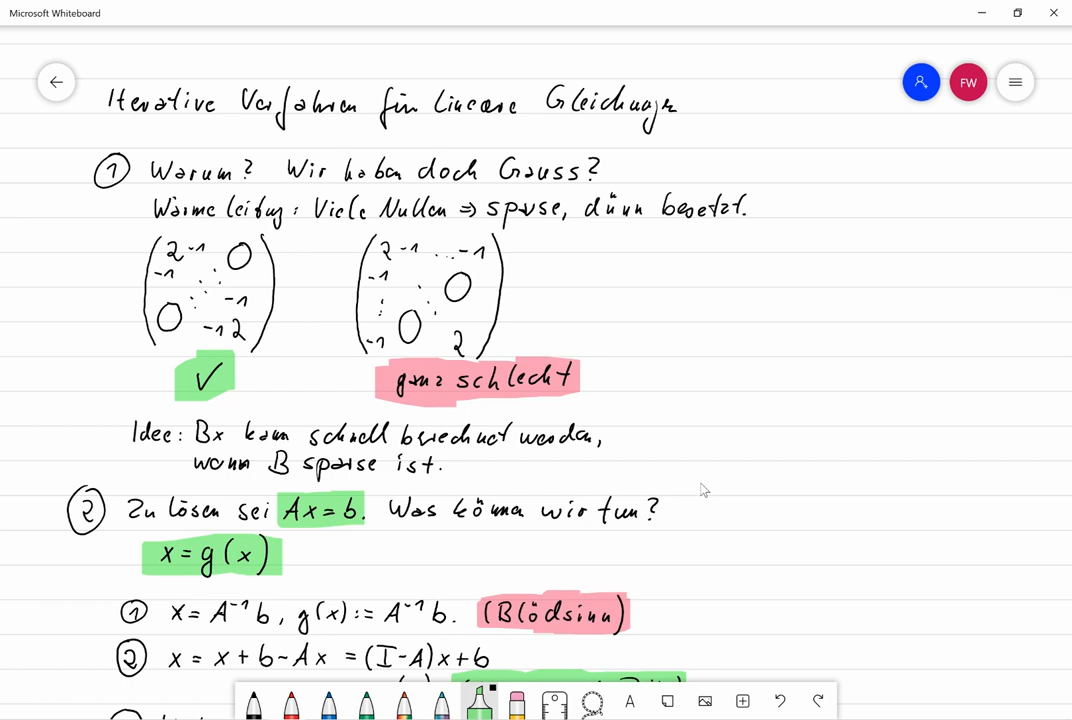 Microsoft Whiteboard
FW
Iterative Verfahren für lineare Gleichungen
① Warum? Wir haben doch Gauss?
Wärmeleitung: Viele Nullen ⇒ sparse, dünn besetzt.
2 -1 0
-1 ⋱ -1
0 -1 2
2 -1 … -1
-1 ⋱ 0
⋮ 0
-1 2
✓ ganz schlecht
Idee: Bx kann schnell berechnet werden,
wenn B sparse ist.
② Zu lösen sei Ax = b. Was können wir tun?
x = g(x)
① x = A⁻¹b, g(x) := A⁻¹b. (Blödsinn)
② x = x + b - Ax = (I-A)x + b
A